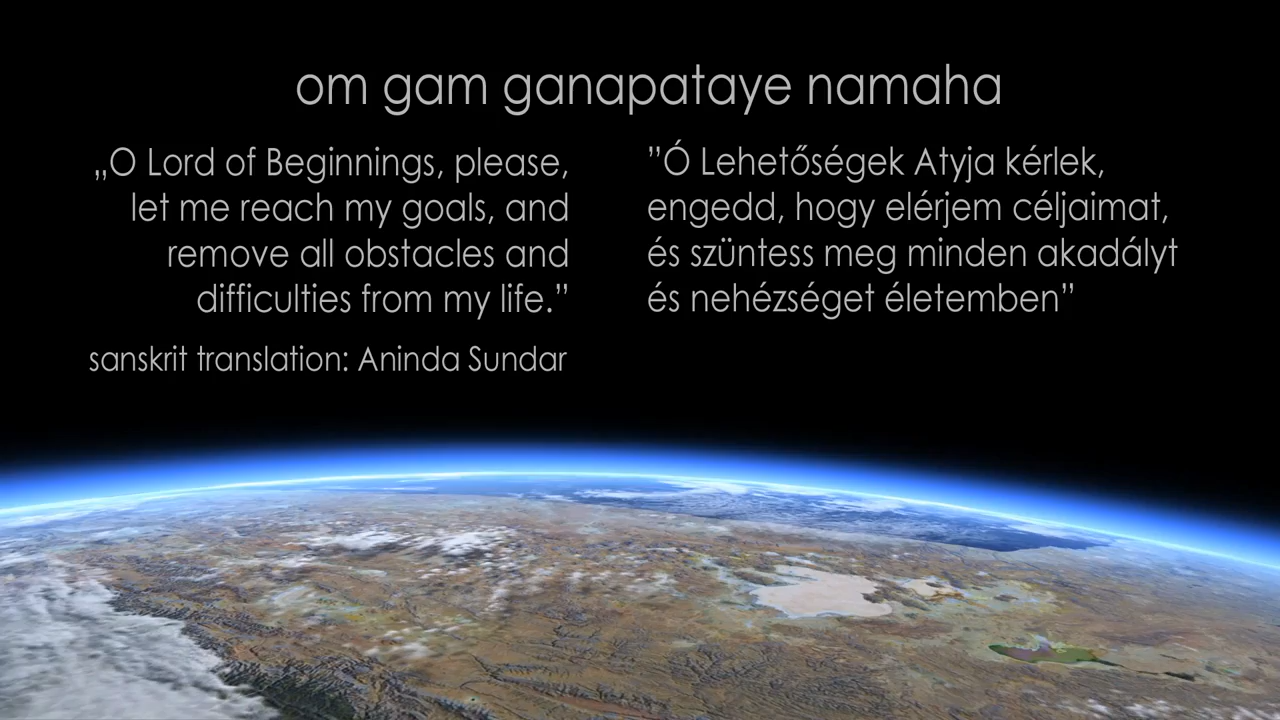 om gam ganapataye namaha
„O Lord of Beginnings, please,
let me reach my goals, and
remove all obstacles and
difficulties from my life.”
sanskrit translation: Aninda Sundar
”Ó Lehetőségek Atyja kérlek,
engedd, hogy elérjem céljaimat,
és szüntess meg minden akadályt
és nehézséget életemben”